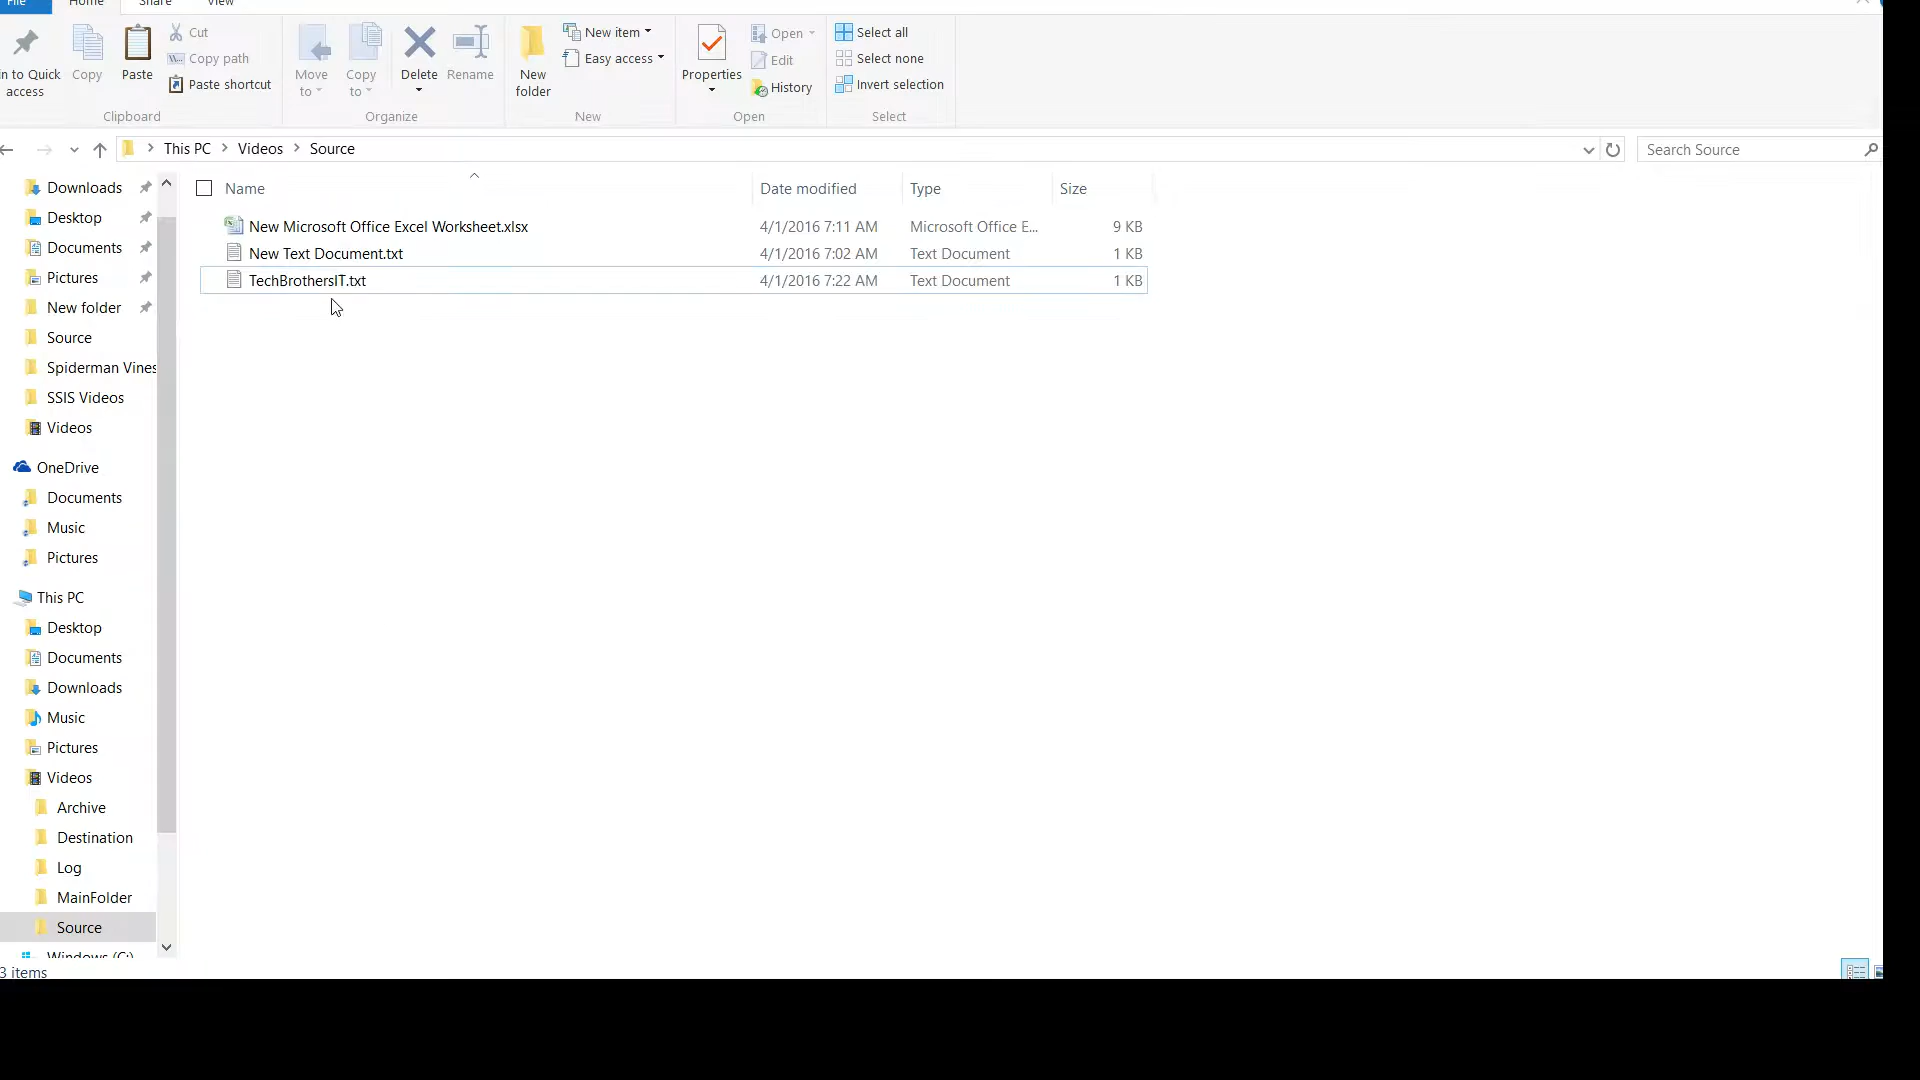 File Home Share View
Cut
Copy path
Paste shortcut
in to Quick access
Copy
Paste
Clipboard
Move to
Copy to
Delete
Rename
Organize
New folder
New item
Easy access
New
Properties
Open
Edit
History
Open
Select all
Select none
Invert selection
Select
This PC Videos Source
Search Source
Name Date modified Type Size
New Microsoft Office Excel Worksheet.xlsx 4/1/2016 7:11 AM Microsoft Office E... 9 KB
New Text Document.txt 4/1/2016 7:02 AM Text Document 1 KB
TechBrothersIT.txt 4/1/2016 7:22 AM Text Document 1 KB
Downloads
Desktop
Documents
Pictures
New folder
Source
Spiderman Vines
SSIS Videos
Videos
OneDrive
Documents
Music
Pictures
This PC
Desktop
Documents
Downloads
Music
Pictures
Videos
Archive
Destination
Log
MainFolder
Source
Windows (C:)
3 items